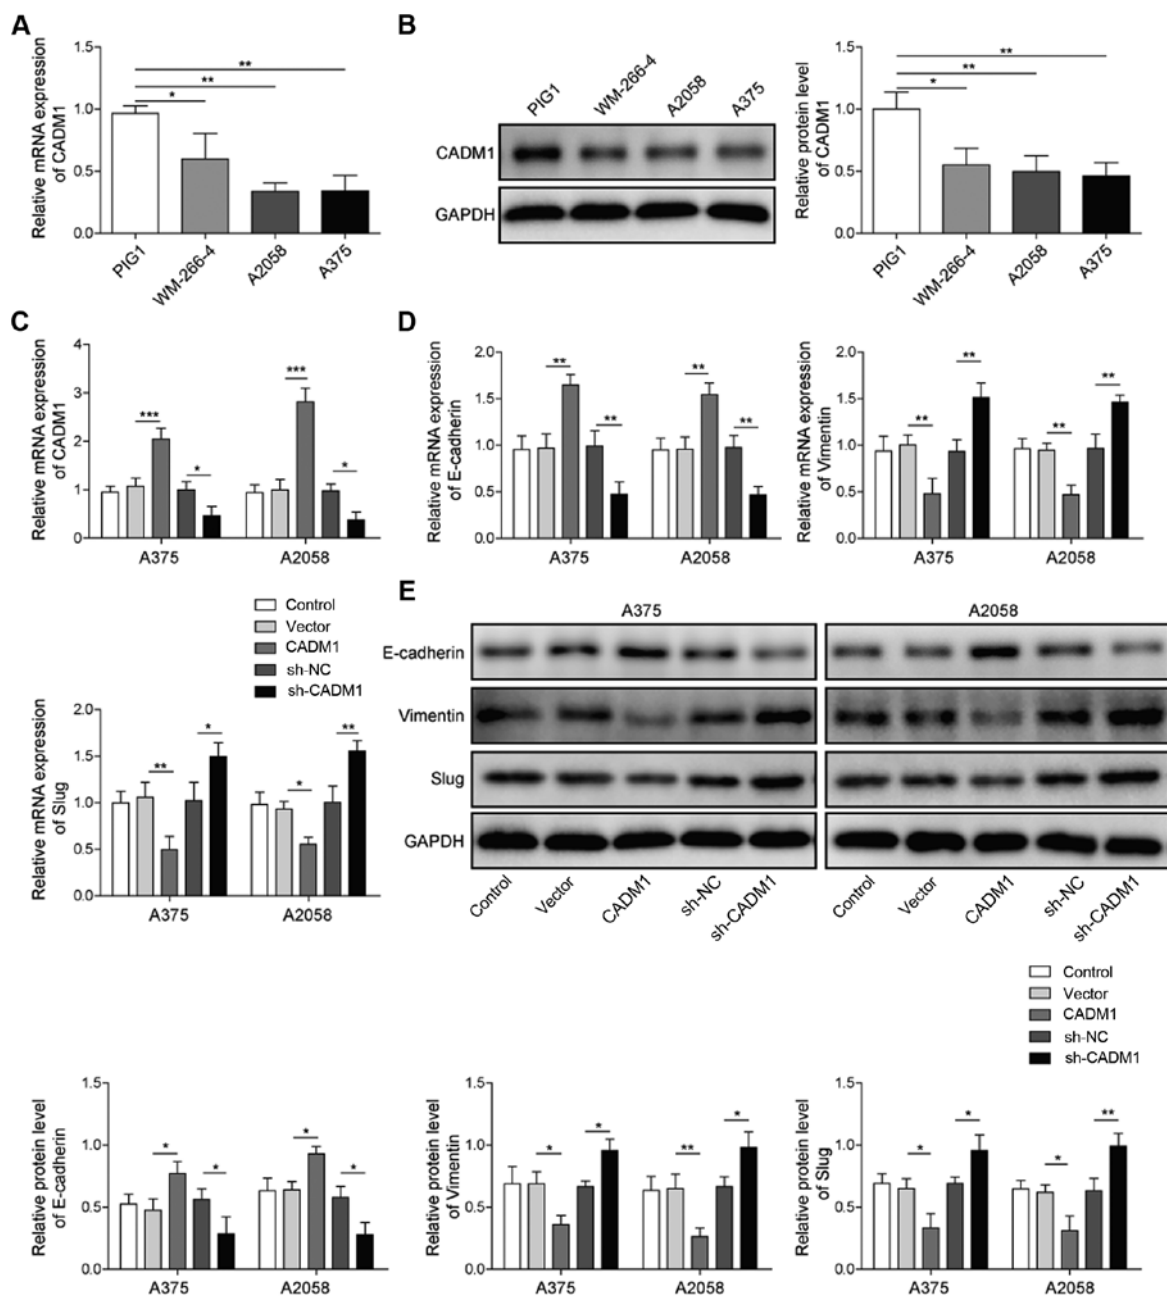 A
Relative mRNA expression
of CADM1
1.5
1.0
0.5
0.0
**
**
*
PIG1
WM-266-4
A2058
A375
B
PIG1
WM-266-4
A2058
A375
CADM1
GAPDH
Relative protein level
of CADM1
1.5
1.0
0.5
0.0
**
**
*
PIG1
WM-266-4
A2058
A375
C
Relative mRNA expression
of CADM1
4
3
2
1
0
***
*
***
*
A375
A2058
D
Relative mRNA expression
of E-cadherin
2.0
1.5
1.0
0.5
0.0
**
**
**
**
A375
A2058
Relative mRNA expression
of Vimentin
2.0
1.5
1.0
0.5
0.0
**
**
**
**
A375
A2058
Control
Vector
CADM1
sh-NC
sh-CADM1
Relative mRNA expression
of Slug
2.0
1.5
1.0
0.5
0.0
**
*
*
**
A375
A2058
E
A375
A2058
E-cadherin
Vimentin
Slug
GAPDH
Control
Vector
CADM1
sh-NC
sh-CADM1
Control
Vector
CADM1
sh-NC
sh-CADM1
Control
Vector
CADM1
sh-NC
sh-CADM1
Relative protein level
of E-cadherin
1.5
1.0
0.5
0.0
*
*
*
*
A375
A2058
Relative protein level
of Vimentin
1.5
1.0
0.5
0.0
*
*
**
*
A375
A2058
Relative protein level
of Slug
1.5
1.0
0.5
0.0
*
*
*
**
A375
A2058